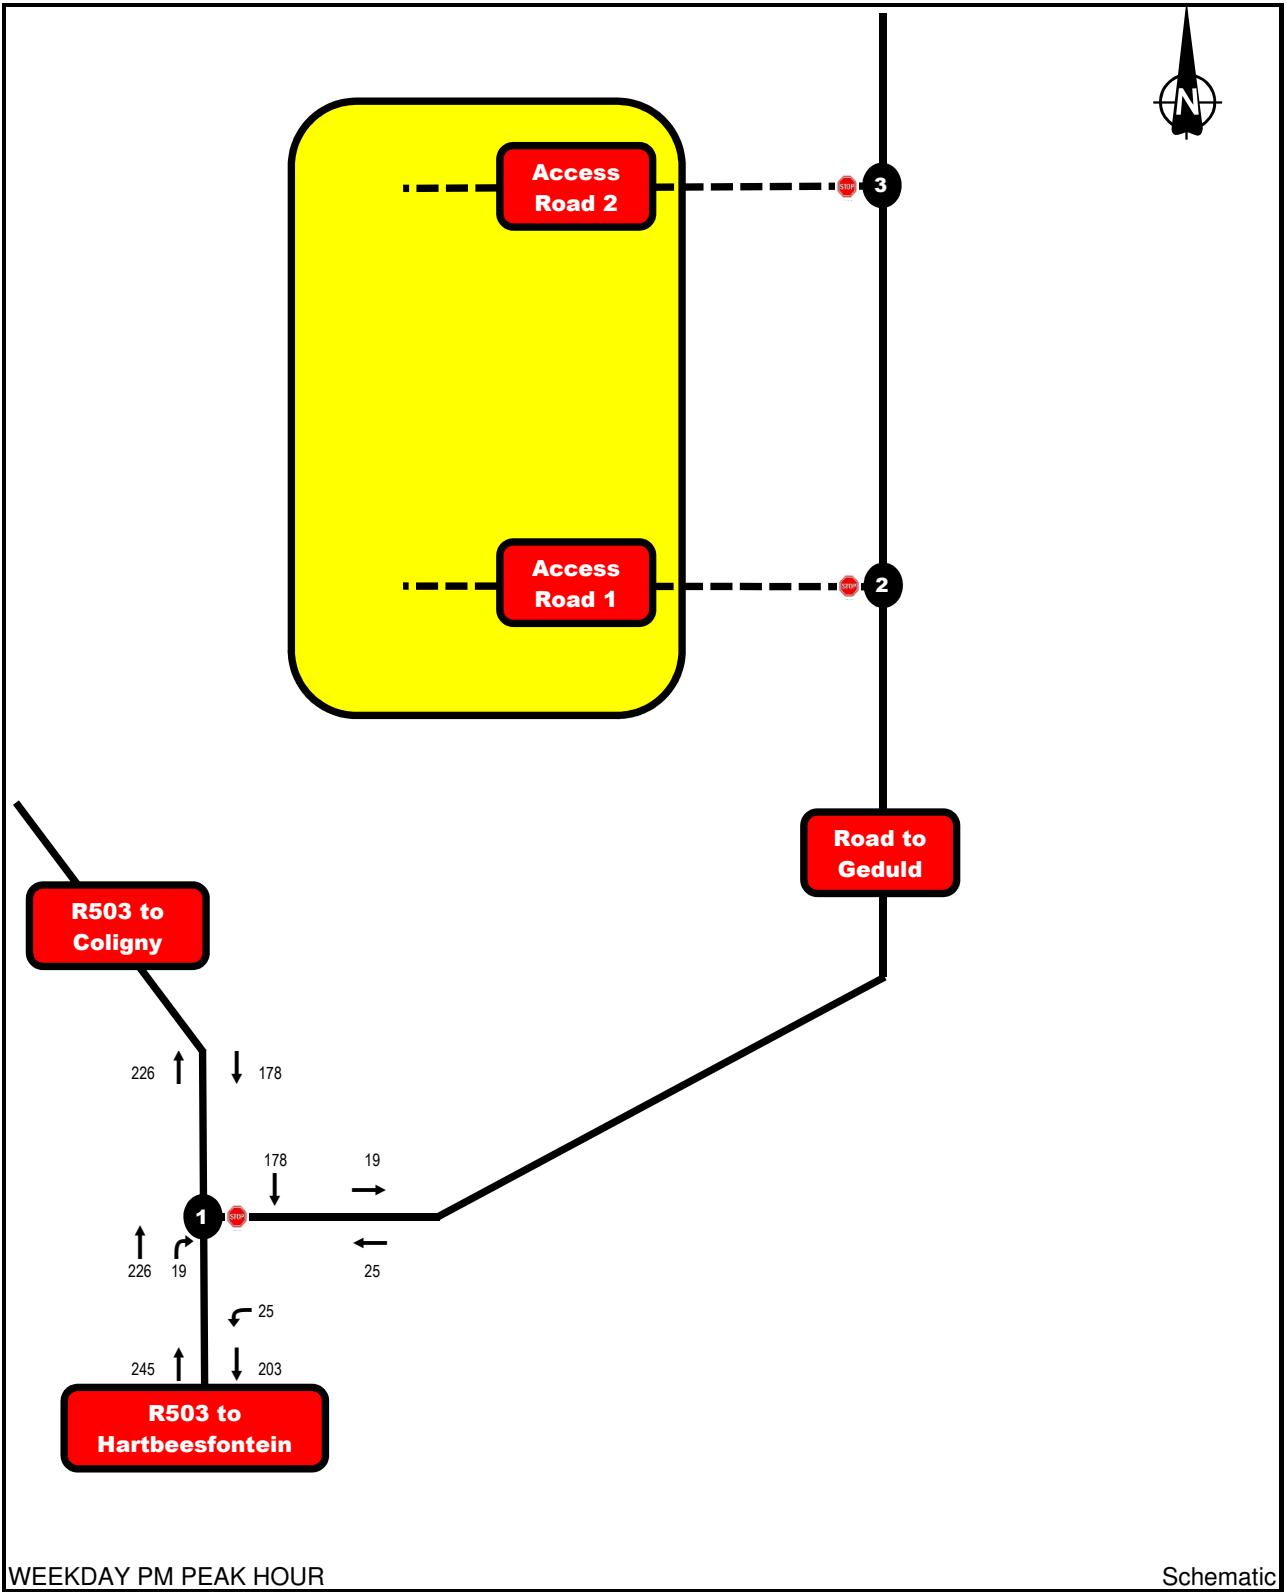 N
Access
Road 2
STOP
3
Access
Road 1
STOP
2
Road to
Geduld
R503 to
Coligny
226
178
178
19
1
STOP
226
19
25
25
245
203
R503 to
Hartbeesfontein
WEEKDAY PM PEAK HOUR
Schematic